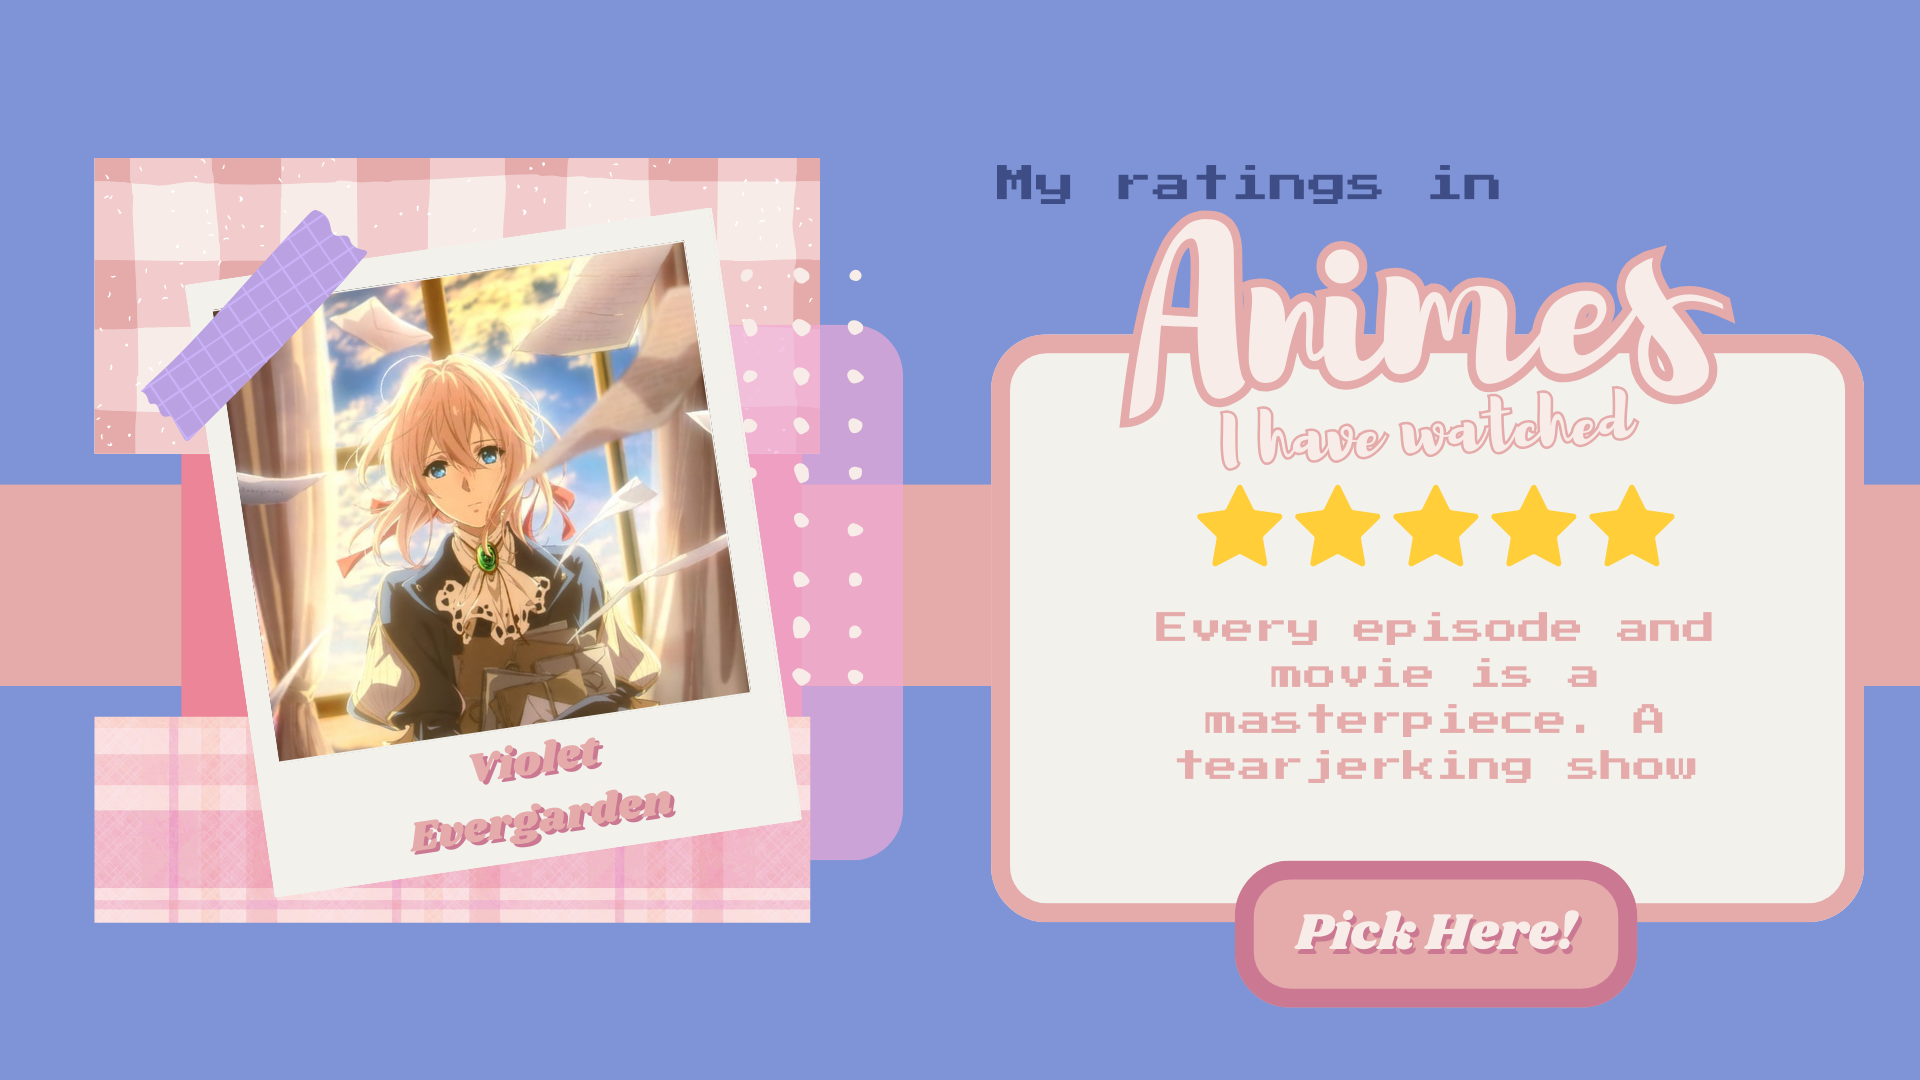 Violet
Evergarden
My ratings in
Animes
I have watched
Every episode and
movie is a
masterpiece. A
tearjerking show
Pick Here!